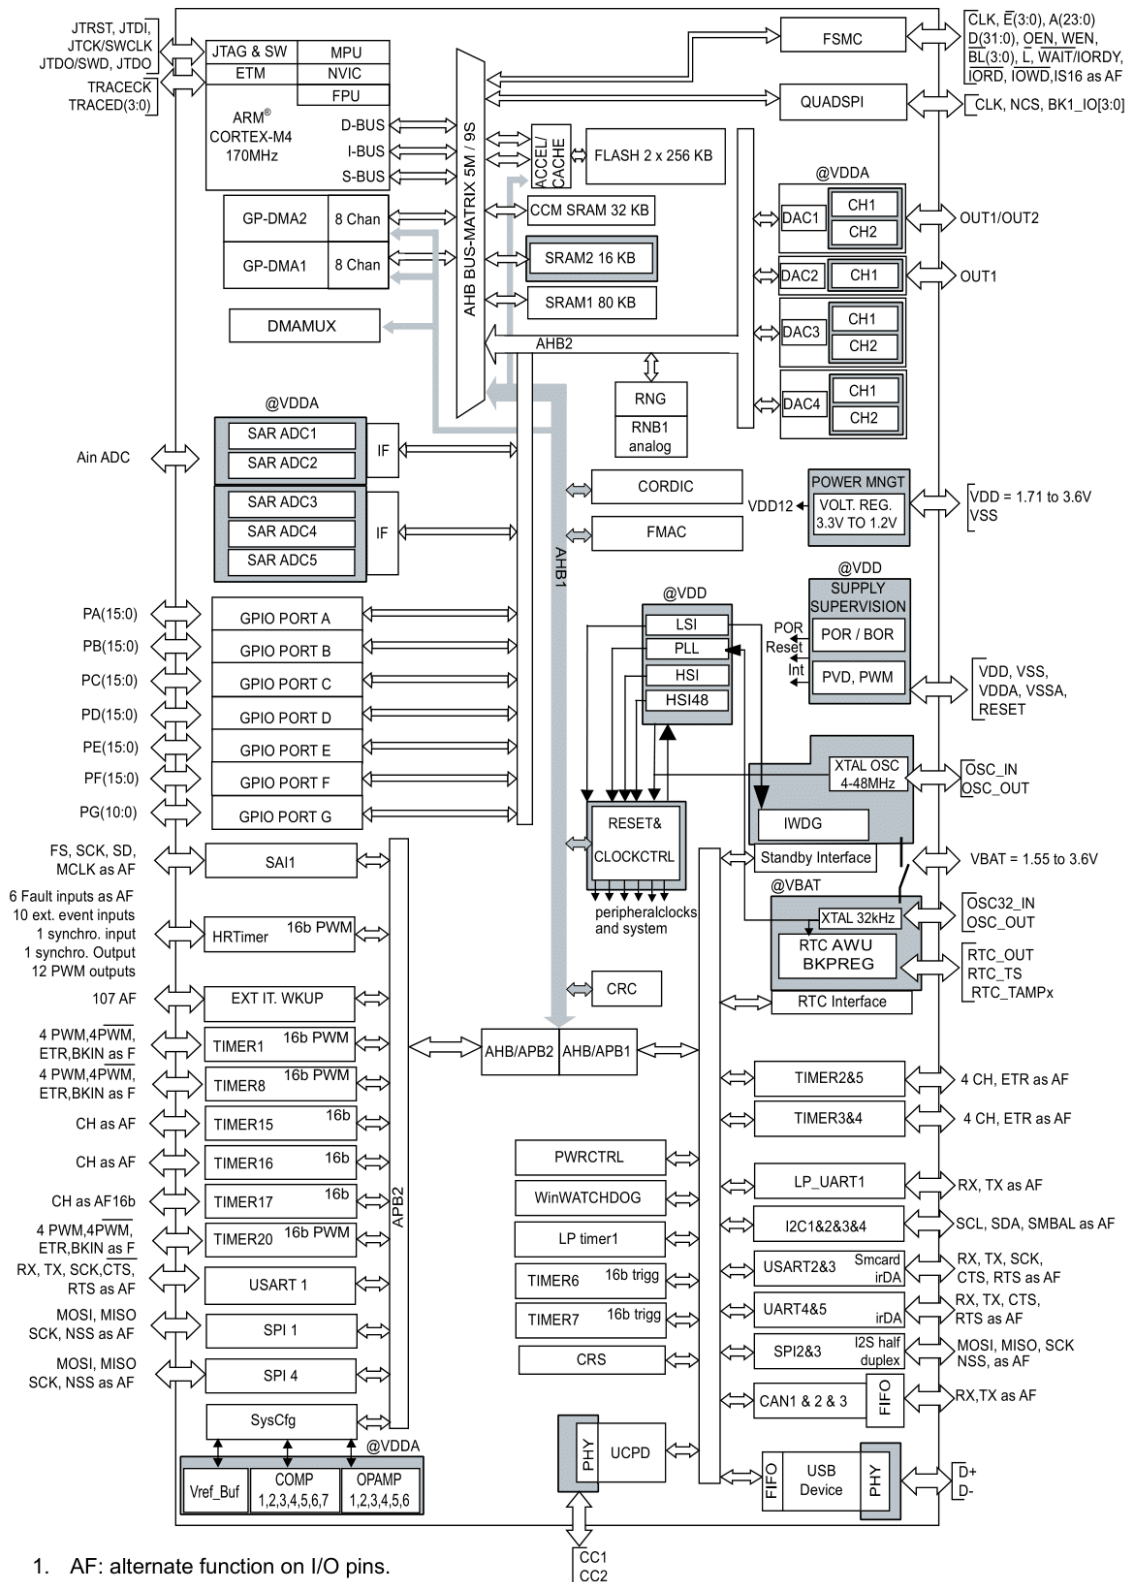 JTRST, JTDI,
JTCK/SWCLK
JTDO/SWD, JTDO
TRACECK
TRACED(3:0)
JTAG & SW
MPU
ETM
NVIC
FPU
ARM®
CORTEX-M4
170MHz
D-BUS
I-BUS
S-BUS
GP-DMA2
8 Chan
GP-DMA1
8 Chan
DMAMUX
AHB BUS-MATRIX 5M / 9S
FSMC
CLK, E(3:0), A(23:0)
D(31:0), OEN, WEN,
BL(3:0), L, WAIT/IORDY,
IORD, IOWD,IS16 as AF
QUADSPI
CLK, NCS, BK1_IO[3:0]
ACCEL/
CACHE
FLASH 2 x 256 KB
CCM SRAM 32 KB
SRAM2 16 KB
SRAM1 80 KB
AHB2
RNG
RNB1
analog
@VDDA
DAC1
CH1
CH2
OUT1/OUT2
DAC2
CH1
OUT1
DAC3
CH1
CH2
DAC4
CH1
CH2
@VDDA
Ain ADC
SAR ADC1
SAR ADC2
IF
SAR ADC3
SAR ADC4
SAR ADC5
IF
CORDIC
FMAC
AHB1
POWER MNGT
VDD12
VOLT. REG.
3.3V TO 1.2V
VDD = 1.71 to 3.6V
VSS
@VDD
SUPPLY
SUPERVISION
POR
Reset
Int
POR / BOR
PVD, PWM
VDD, VSS,
VDDA, VSSA,
RESET
@VDD
LSI
PLL
HSI
HSI48
PA(15:0)
GPIO PORT A
PB(15:0)
GPIO PORT B
PC(15:0)
GPIO PORT C
PD(15:0)
GPIO PORT D
PE(15:0)
GPIO PORT E
PF(15:0)
GPIO PORT F
PG(10:0)
GPIO PORT G
XTAL OSC
4-48MHz
OSC_IN
OSC_OUT
IWDG
Standby Interface
VBAT = 1.55 to 3.6V
RESET&
CLOCKCTRL
peripheralclocks
and system
@VBAT
XTAL 32kHz
OSC32_IN
OSC_OUT
RTC AWU
BKPREG
RTC_OUT
RTC_TS
RTC_TAMPx
RTC Interface
CRC
AHB/APB2
AHB/APB1
FS, SCK, SD,
MCLK as AF
SAI1
6 Fault inputs as AF
10 ext. event inputs
1 synchro. input
1 synchro. Output
12 PWM outputs
HRTimer
16b PWM
107 AF
EXT IT. WKUP
4 PWM,4PWM,
ETR,BKIN as F
TIMER1
16b PWM
4 PWM,4PWM,
ETR,BKIN as F
TIMER8
16b PWM
CH as AF
TIMER15
16b
CH as AF
TIMER16
16b
CH as AF16b
TIMER17
16b
4 PWM,4PWM,
ETR,BKIN as F
TIMER20
16b PWM
RX, TX, SCK,CTS,
RTS as AF
USART 1
MOSI, MISO
SCK, NSS as AF
SPI 1
MOSI, MISO
SCK, NSS as AF
SPI 4
SysCfg
@VDDA
Vref_Buf
COMP
1,2,3,4,5,6,7
OPAMP
1,2,3,4,5,6
APB2
PWRCTRL
WinWATCHDOG
LP timer1
TIMER6
16b trigg
TIMER7
16b trigg
CRS
PHY
UCPD
CC1
CC2
TIMER2&5
4 CH, ETR as AF
TIMER3&4
4 CH, ETR as AF
LP_UART1
RX, TX as AF
I2C1&2&3&4
SCL, SDA, SMBAL as AF
USART2&3
Smcard
irDA
RX, TX, SCK,
CTS, RTS as AF
UART4&5
irDA
RX, TX, CTS,
RTS as AF
SPI2&3
I2S half
duplex
MOSI, MISO, SCK
NSS, as AF
CAN1 & 2 & 3
FIFO
RX,TX as AF
FIFO
USB
Device
PHY
D+
D-
1. AF: alternate function on I/O pins.